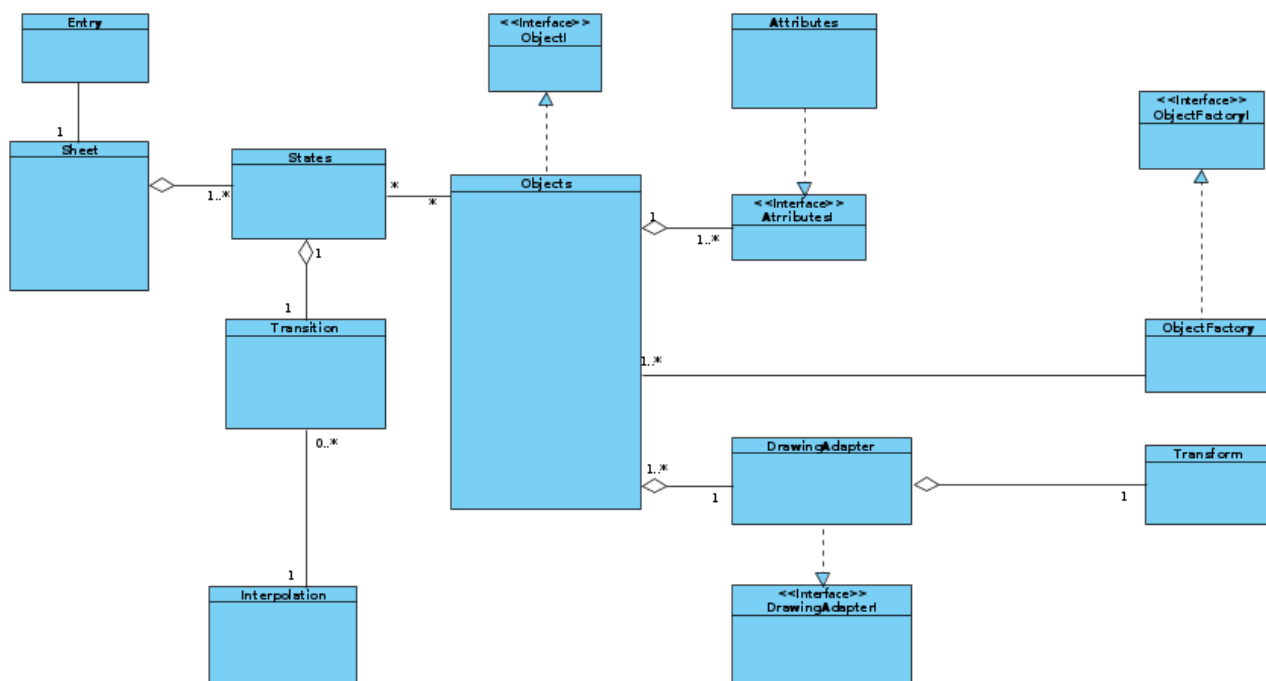 Entry
<<Interface>>
ObjectI
Attributes
<<Interface>>
ObjectFactoryI
1
Sheet
States
1..*
*
*
Objects
<<Interface>>
AtrributesI
1
1..*
1
1
Transition
ObjectFactory
1..*
0..*
DrawingAdapter
Transform
1..*
1
1
1
Interpolation
<<Interface>>
DrawingAdapterI